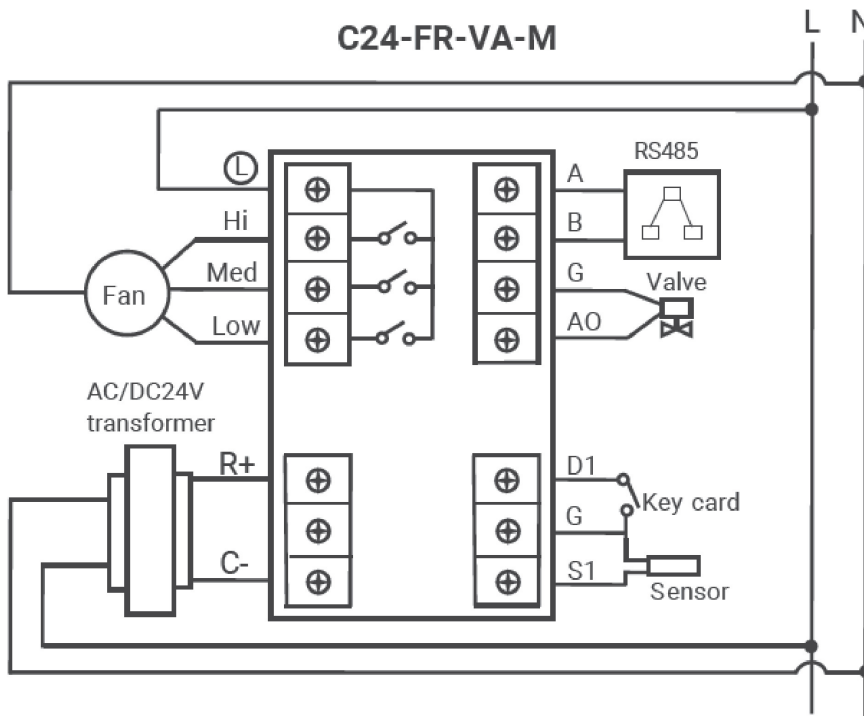 C24-FR-VA-M
L
N
L
Hi
Med
Low
Fan
A
B
G
AO
RS485
Valve
AC/DC24V
transformer
R+
C-
D1
G
S1
Key card
Sensor